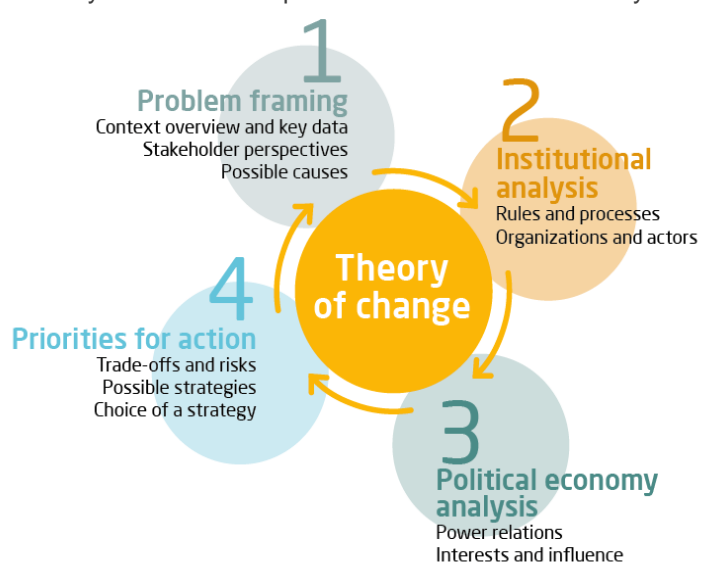 1
Problem framing
Context overview and key data
Stakeholder perspectives
Possible causes
2
Institutional
analysis
Rules and processes
Organizations and actors
Theory
of change
3
Political economy
analysis
Power relations
Interests and influence
4
Priorities for action
Trade-offs and risks
Possible strategies
Choice of a strategy